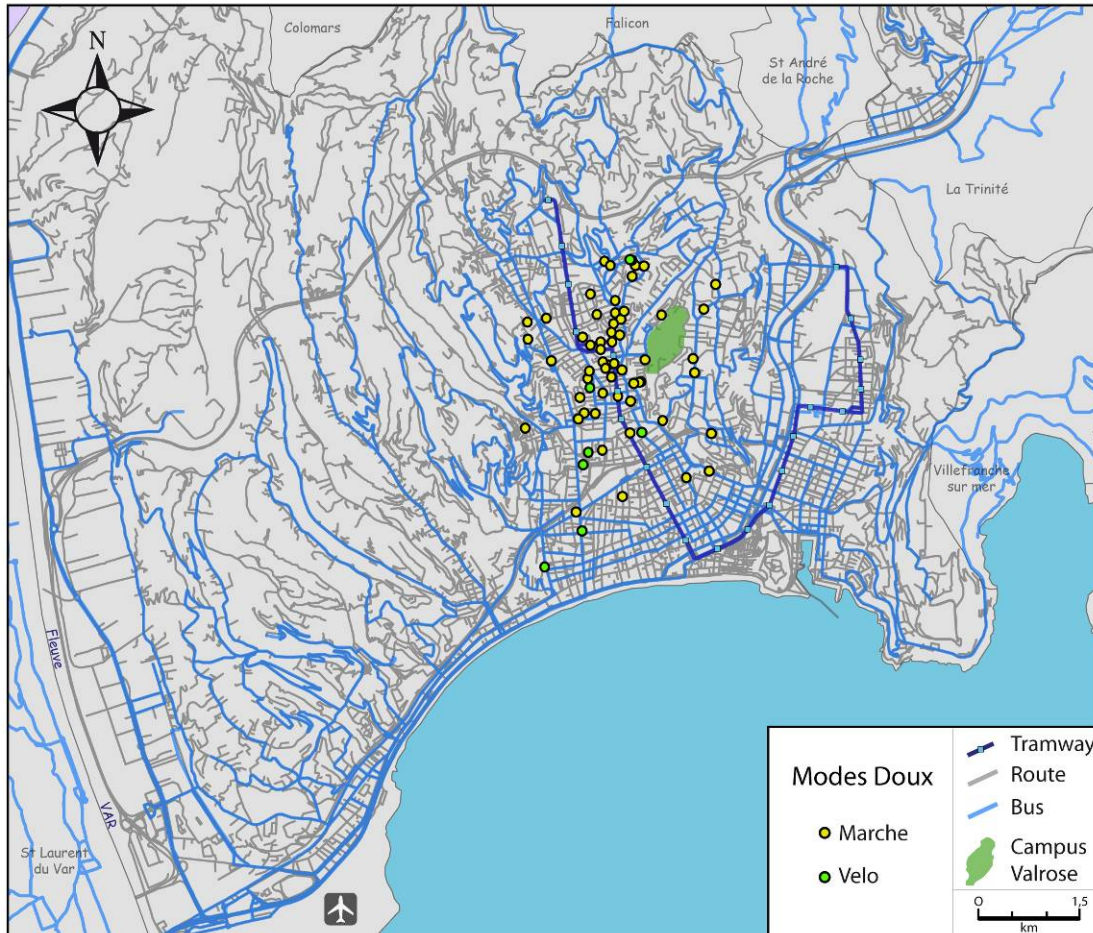 Colomars
Falicon
St André
de la Roche
N
La Trinité
Villefranche
sur mer
Fleuve
VAR
St Laurent
du Var
Modes Doux
Marche
Velo
Tramway
Route
Bus
Campus
Valrose
0 1,5
km